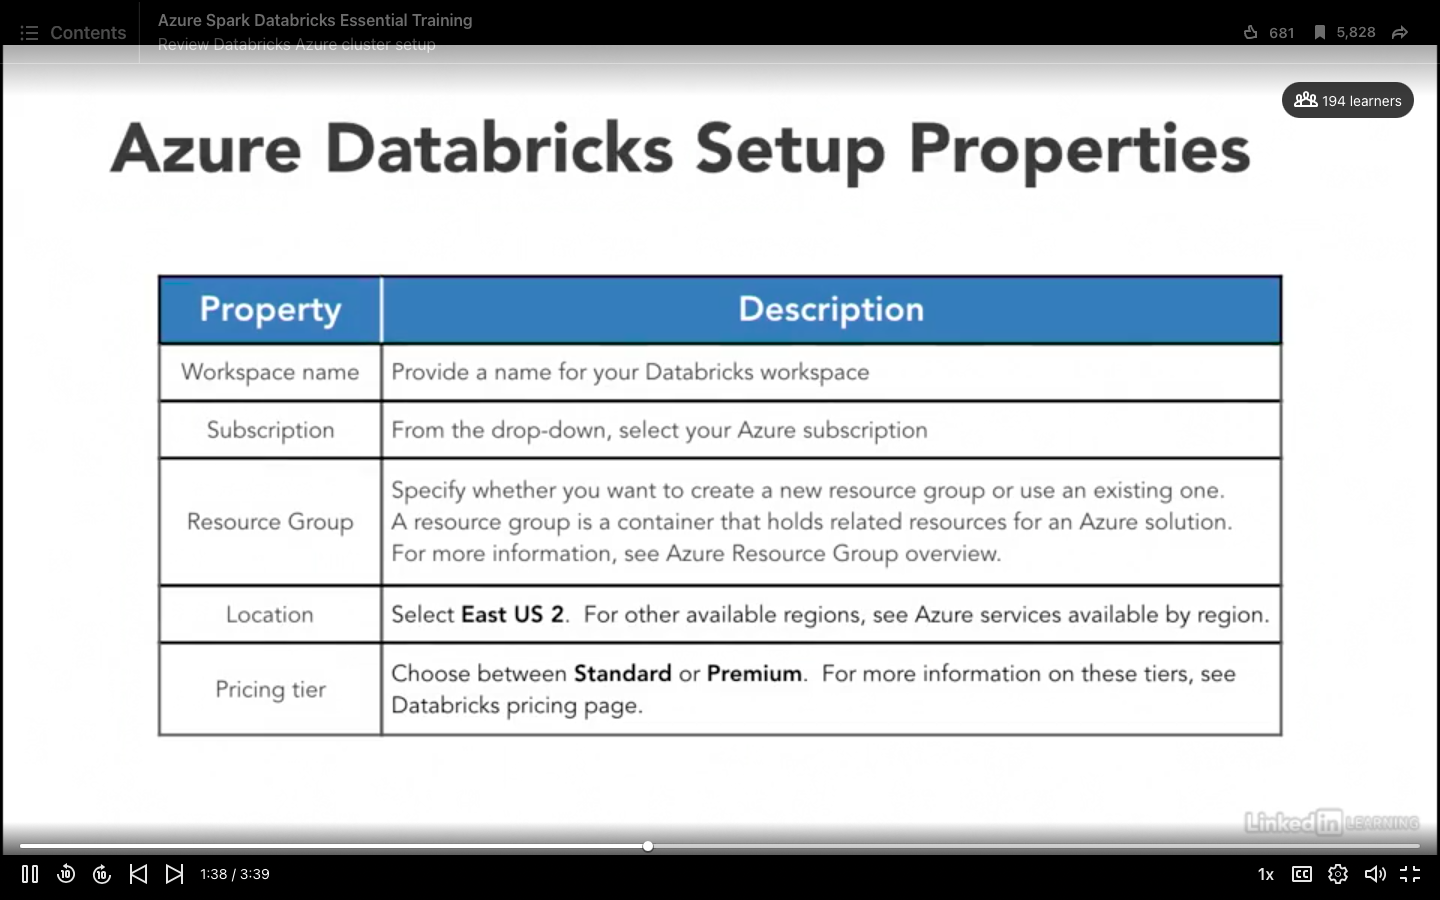 Contents
Azure Spark Databricks Essential Training
Review Databricks Azure cluster setup
681
5,828
194 learners
Azure Databricks Setup Properties
Property Description
Workspace name Provide a name for your Databricks workspace
Subscription From the drop-down, select your Azure subscription
Resource Group
Specify whether you want to create a new resource group or use an existing one.
A resource group is a container that holds related resources for an Azure solution.
For more information, see Azure Resource Group overview.
Location Select East US 2. For other available regions, see Azure services available by region.
Pricing tier
Choose between Standard or Premium. For more information on these tiers, see
Databricks pricing page.
Linked in LEARNING
10
10
1:38 / 3:39
1x
CC